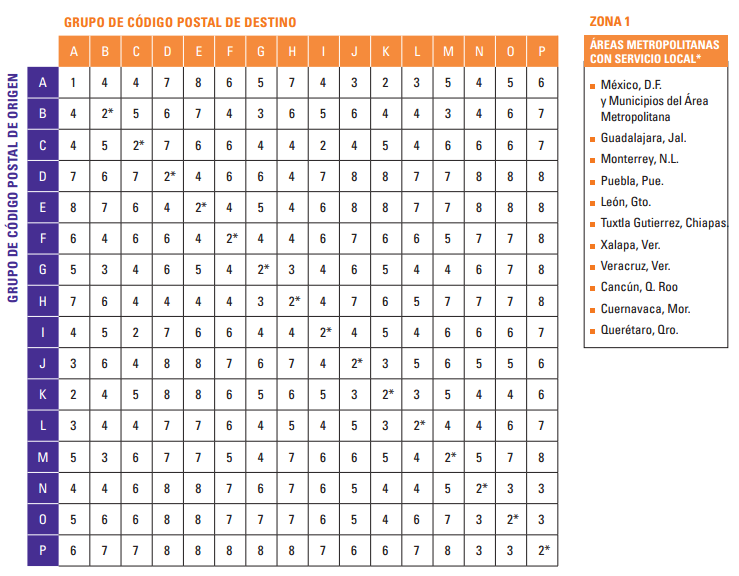 GRUPO DE CÓDIGO POSTAL DE DESTINO
A B C D E F G H I J K L M N O P
GRUPO DE CÓDIGO POSTAL DE ORIGEN
A 1 4 4 7 8 6 5 7 4 3 2 3 5 4 5 6
B 4 2* 5 6 7 4 3 6 5 6 4 4 3 4 6 7
C 4 5 2* 7 6 6 4 4 2 4 5 4 6 6 6 7
D 7 6 7 2* 4 6 6 4 7 8 8 7 7 8 8 8
E 8 7 6 4 2* 4 5 4 6 8 8 7 7 8 8 8
F 6 4 6 6 4 2* 4 4 6 7 6 6 5 7 7 8
G 5 3 4 6 5 4 2* 3 4 6 5 4 4 6 7 8
H 7 6 4 4 4 4 3 2* 4 7 6 5 7 7 7 8
I 4 5 2 7 6 6 4 4 2* 4 5 4 6 6 6 7
J 3 6 4 8 8 7 6 7 4 2* 3 5 6 5 5 6
K 2 4 5 8 8 6 5 6 5 3 2* 3 5 4 4 6
L 3 4 4 7 7 6 4 5 4 5 3 2* 4 4 6 7
M 5 3 6 7 7 5 4 7 6 6 5 4 2* 5 7 8
N 4 4 6 8 8 7 6 7 6 5 4 4 5 2* 3 3
O 5 6 6 8 8 7 7 7 6 5 4 6 7 3 2* 3
P 6 7 7 8 8 8 8 8 7 6 6 7 8 3 3 2*
ZONA 1
ÁREAS METROPOLITANAS
CON SERVICIO LOCAL*
México, D.F.
y Municipios del Área
Metropolitana
Guadalajara, Jal.
Monterrey, N.L.
Puebla, Pue.
León, Gto.
Tuxtla Gutierrez, Chiapas.
Xalapa, Ver.
Veracruz, Ver.
Cancún, Q. Roo
Cuernavaca, Mor.
Querétaro, Qro.